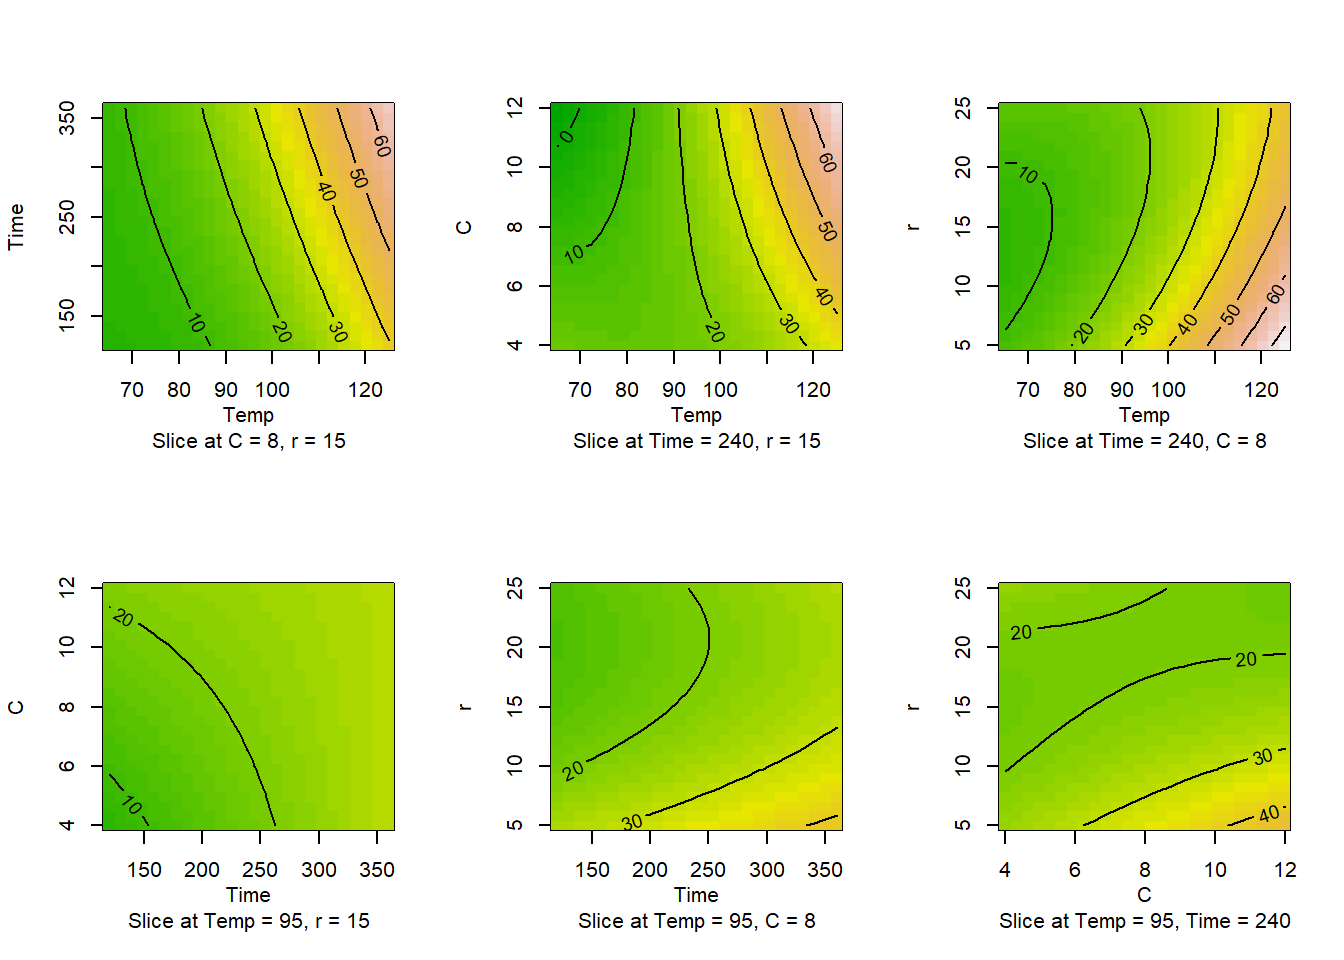 Time
350
250
150
10
20
30
40
50
60
70 80 90 100 120
Temp
Slice at C = 8, r = 15
C
12
10
8
6
4
0
10
20
30
40
50
60
70 80 90 100 120
Temp
Slice at Time = 240, r = 15
r
25
20
15
10
5
10
20
30
40
50
60
70 80 90 100 120
Temp
Slice at Time = 240, C = 8
C
12
10
8
6
4
20
10
150 200 250 300 350
Time
Slice at Temp = 95, r = 15
r
25
20
15
10
5
20
30
150 200 250 300 350
Time
Slice at Temp = 95, C = 8
r
25
20
15
10
5
20
20
30
40
4 6 8 10 12
C
Slice at Temp = 95, Time = 240